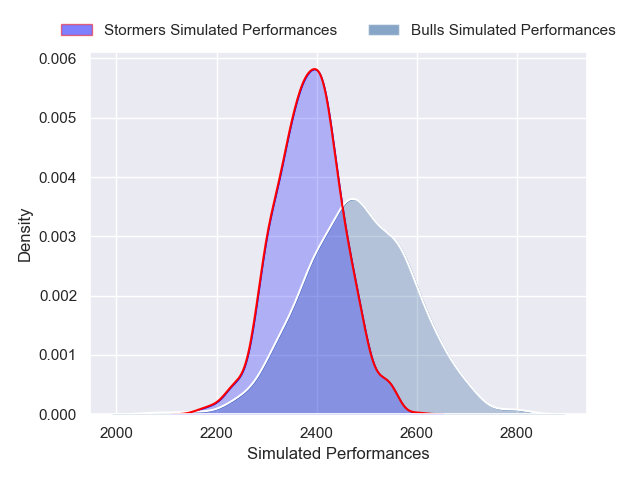 Stormers Simulated Performances Bulls Simulated Performances
0.006
0.005
0.004
0.003
0.002
0.001
0.000
Density
2000 2200 2400 2600 2800
Simulated Performances